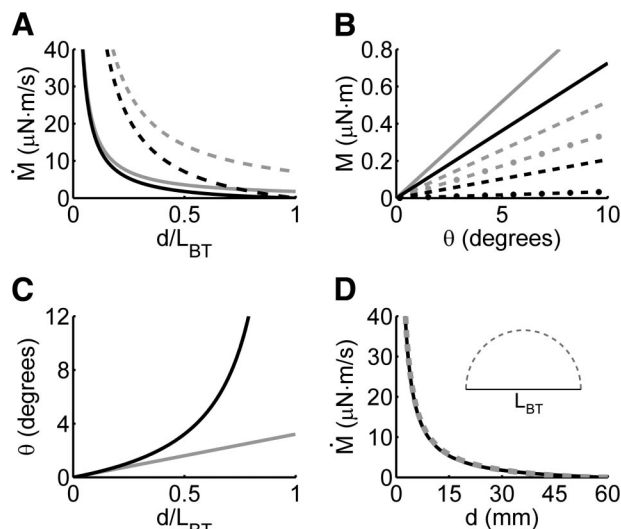 A
40
30
20
10
0
Ṁ (μN·m/s)
0
0.5
1
d/L_BT
B
0.8
0.6
0.4
0.2
0
M (μN·m)
0
5
10
θ (degrees)
C
12
8
4
0
θ (degrees)
0
0.5
1
d/L_BT
D
40
30
20
10
0
Ṁ (μN·m/s)
L_BT
0
15
30
45
60
d (mm)